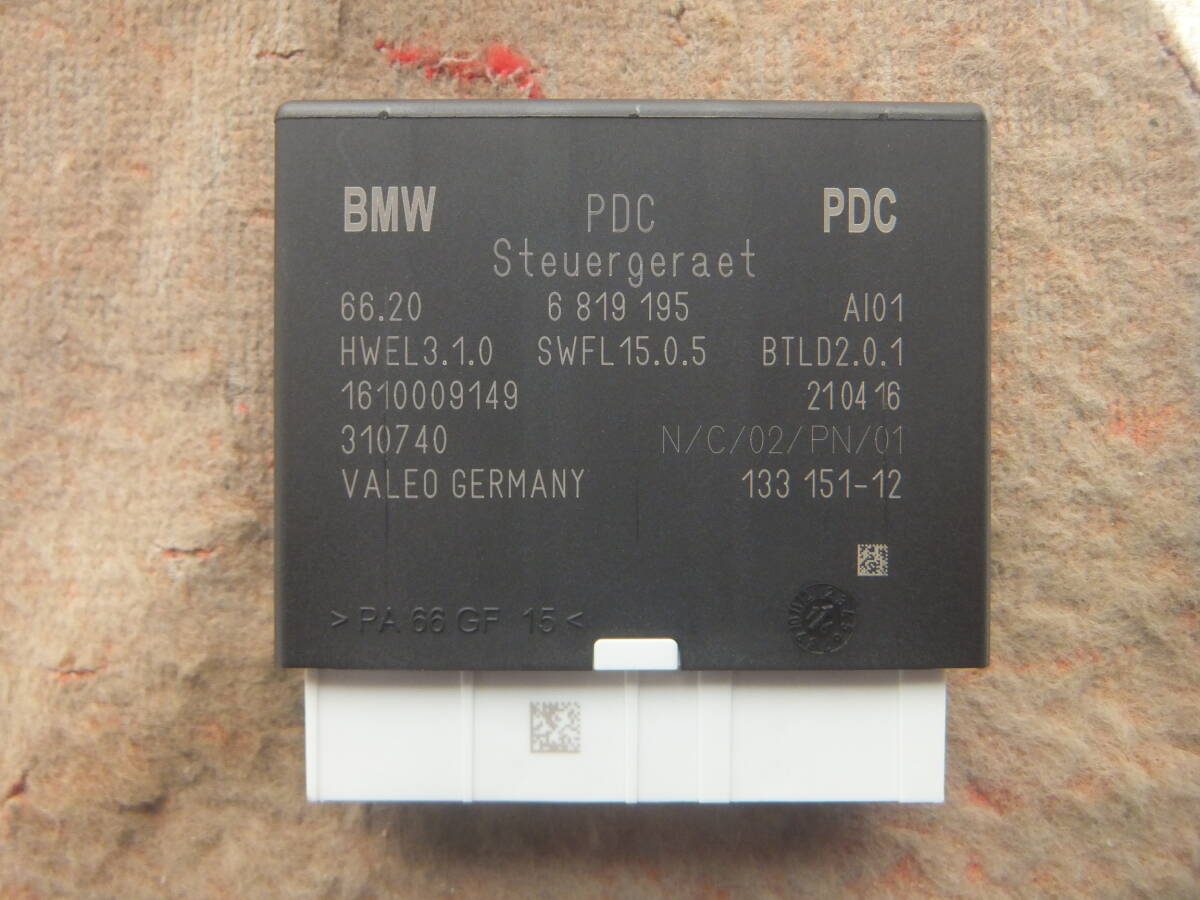 BMW PDC PDC
Steuergeraet
66.20 6 819 195 AI01
HWEL3.1.0 SWFL15.0.5 BTLD2.0.1
1610009149 210416
310740 N/C/02/PN/01
VALEO GERMANY 133 151-12
>PA 66 GF 15<